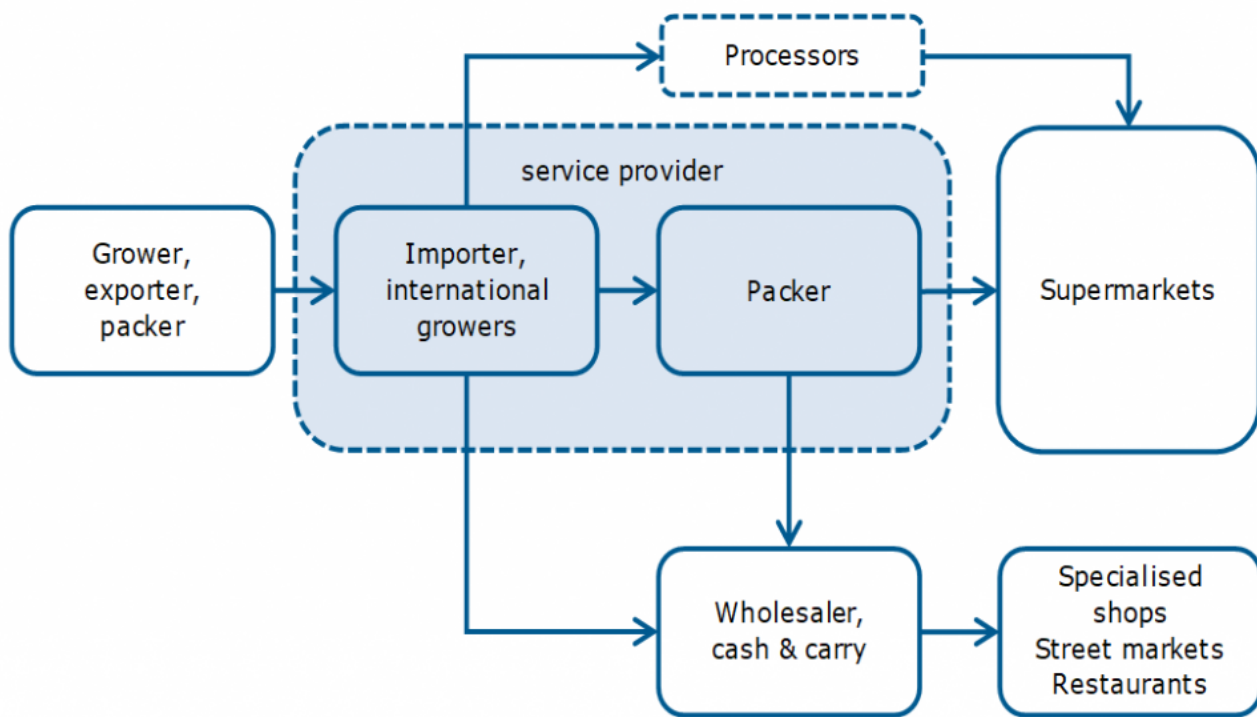 Processors
service provider
Grower,
exporter,
packer
Importer,
international
growers
Packer
Supermarkets
Wholesaler,
cash & carry
Specialised
shops
Street markets
Restaurants